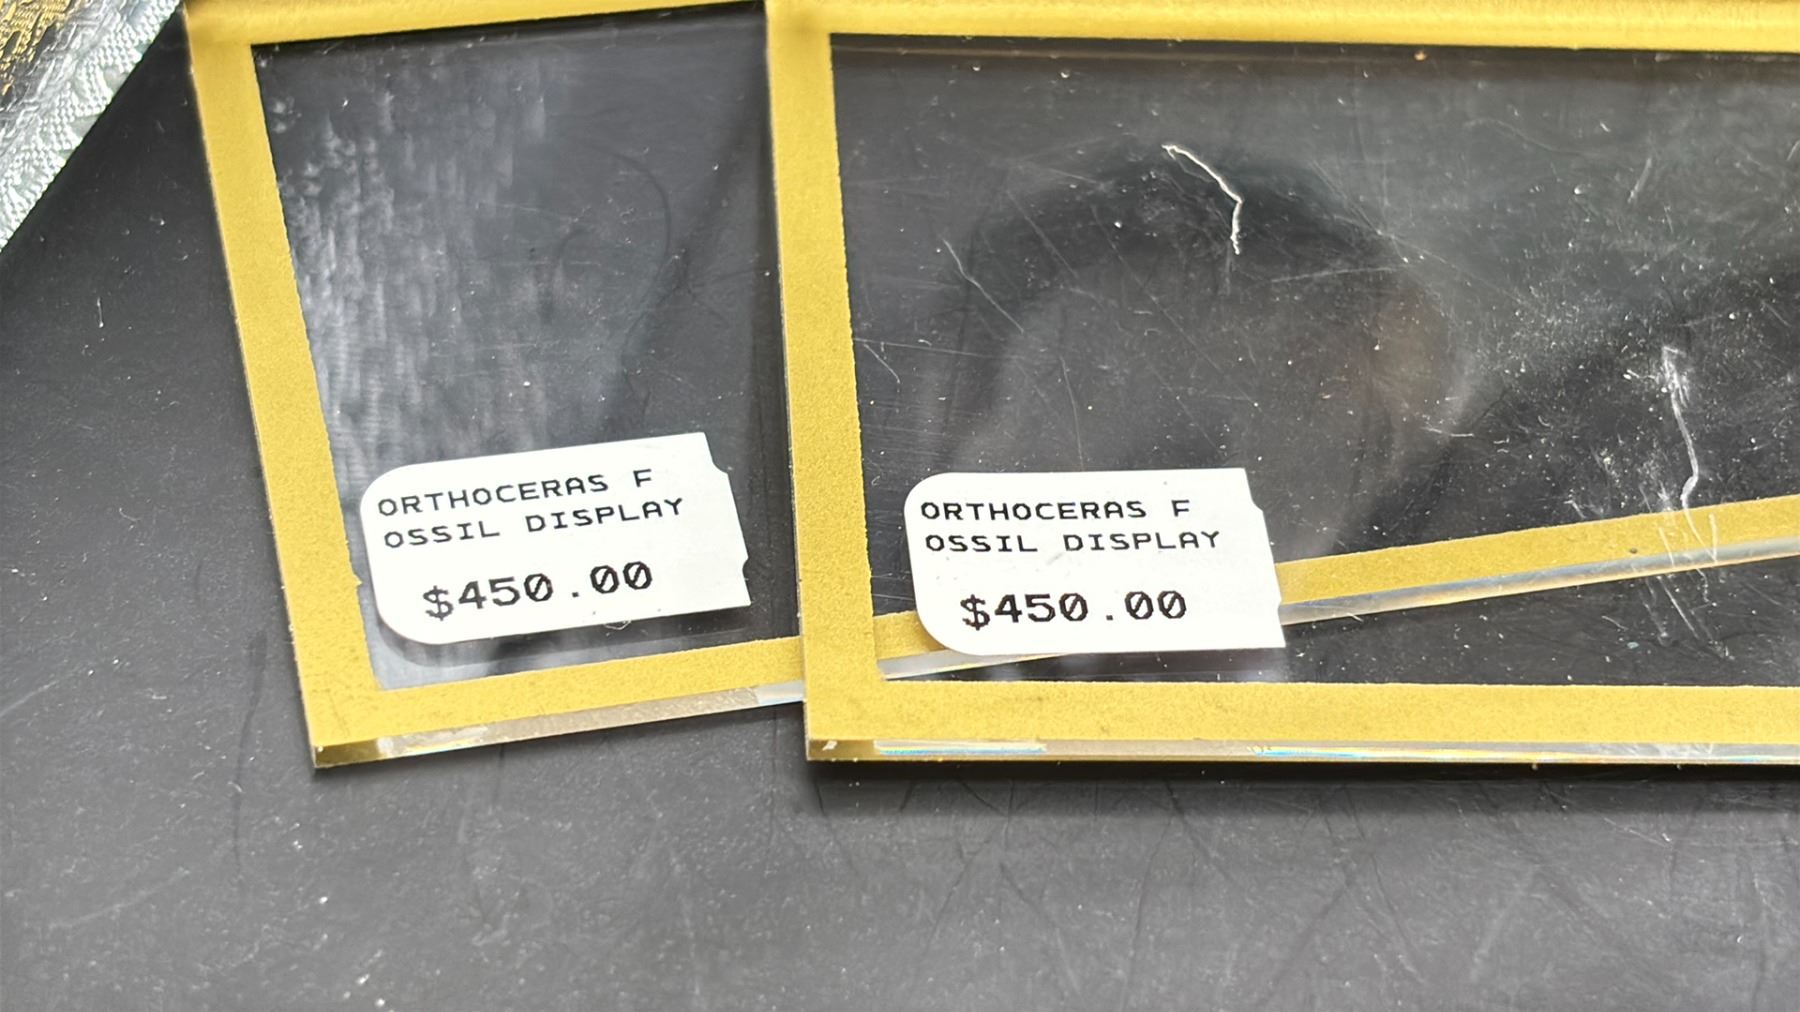 ORTHOCERAS F
OSSIL DISPLAY
$450.00
ORTHOCERAS F
OSSIL DISPLAY
$450.00